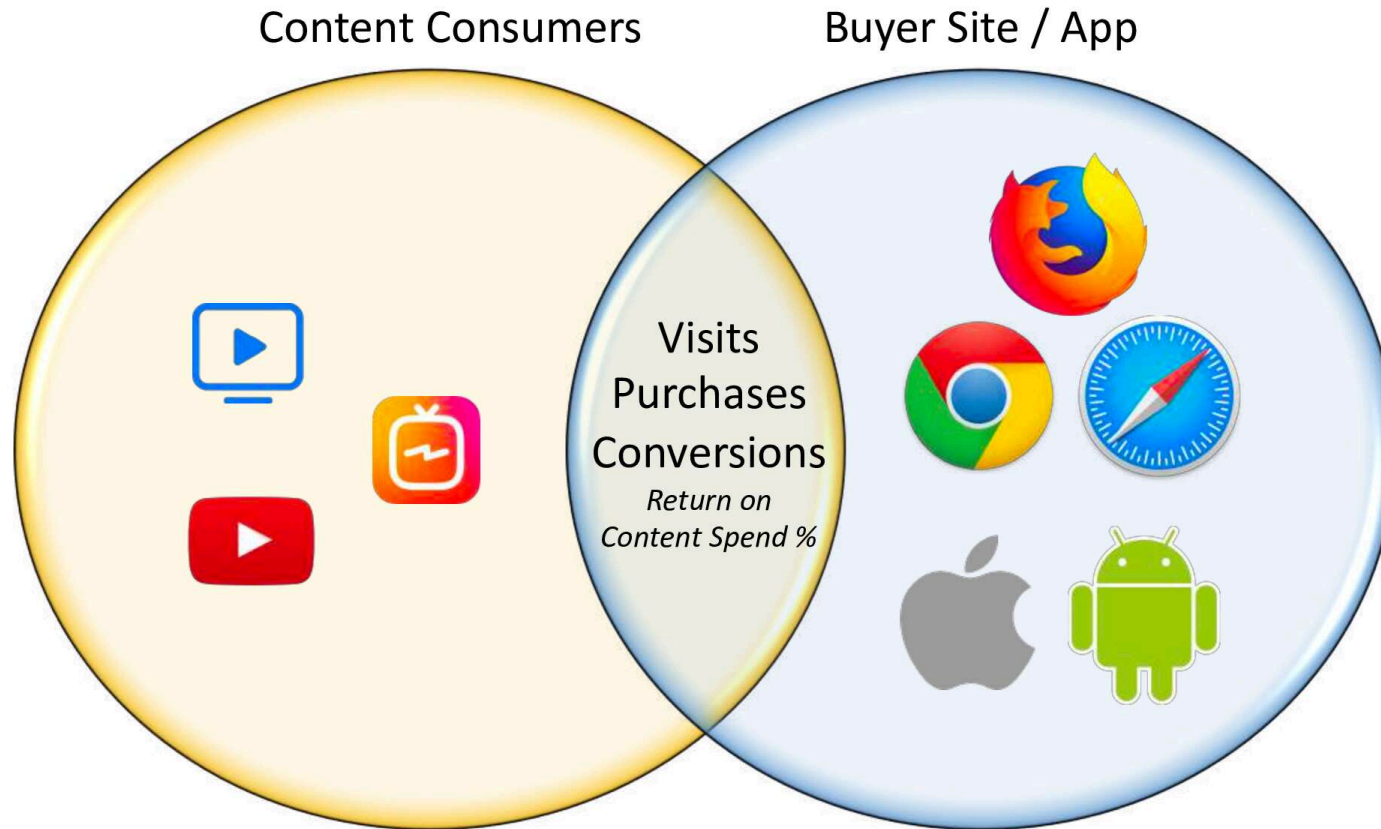 Content Consumers
Buyer Site / App
Visits
Purchases
Conversions
Return on
Content Spend %